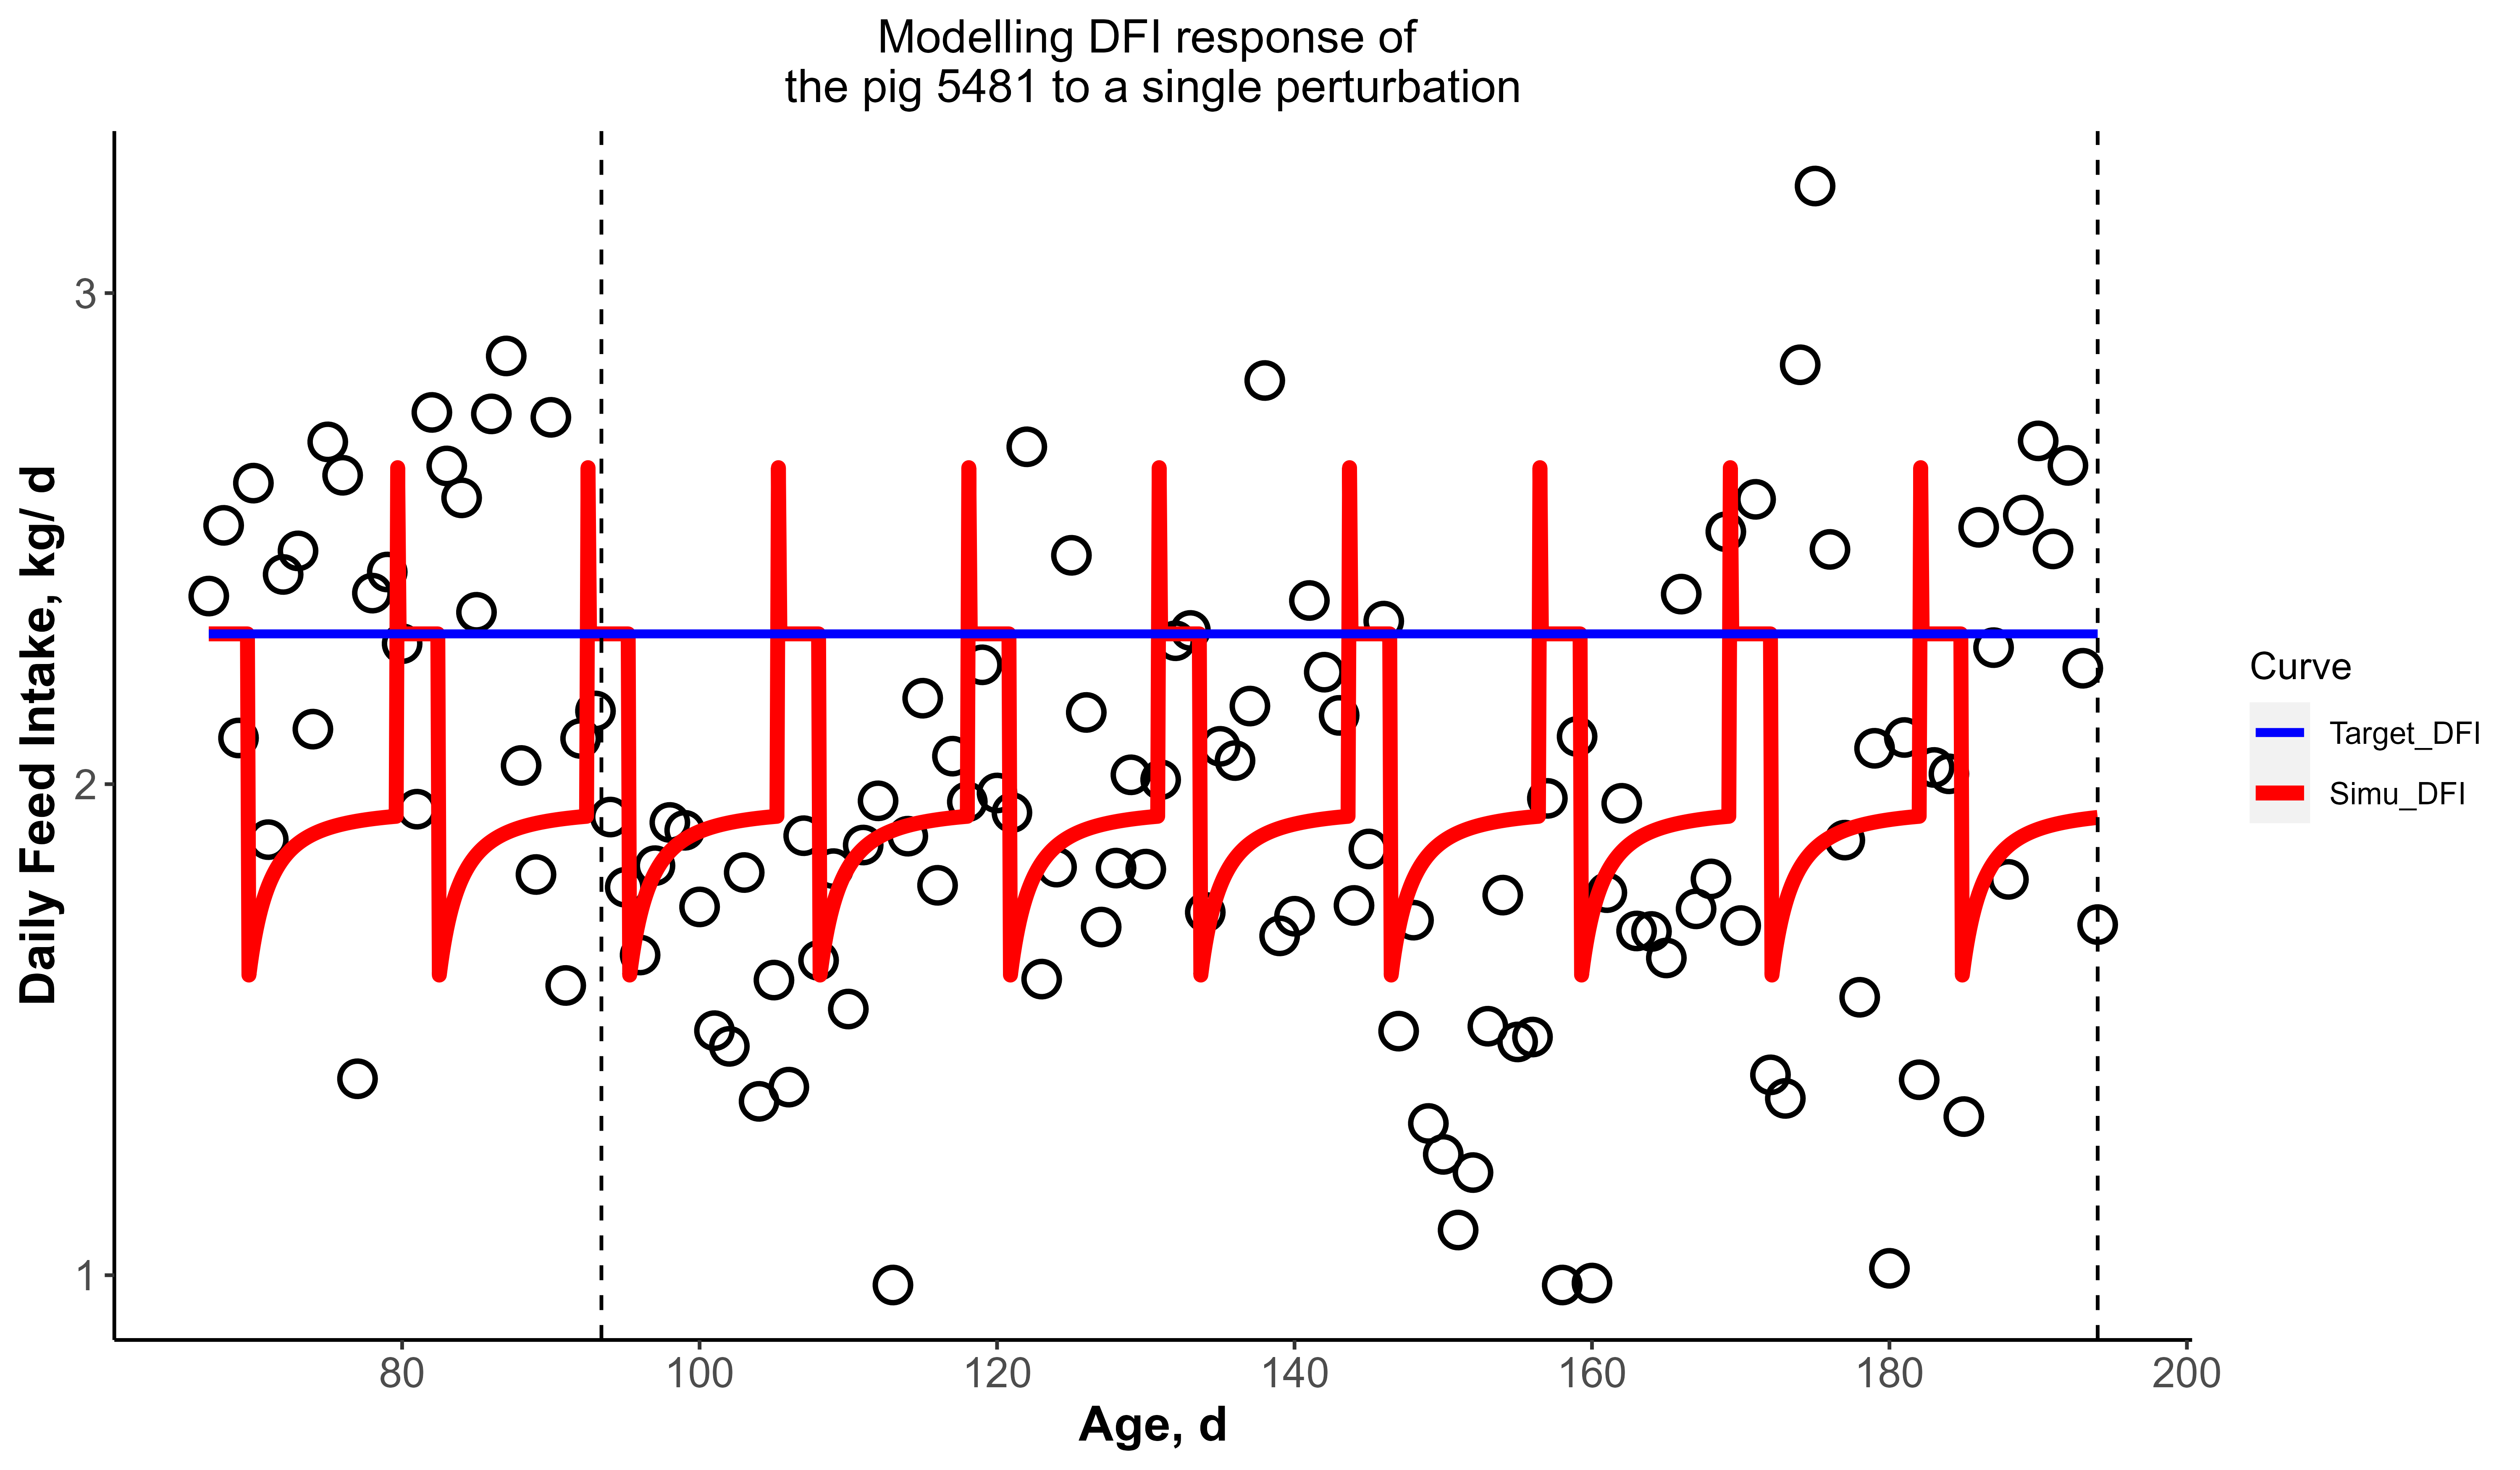 Modelling DFI response of
the pig 5481 to a single perturbation
Daily Feed Intake, kg/ d
3
2
1
80
100
120
140
160
180
200
Age, d
Curve
Target_DFI
Simu_DFI